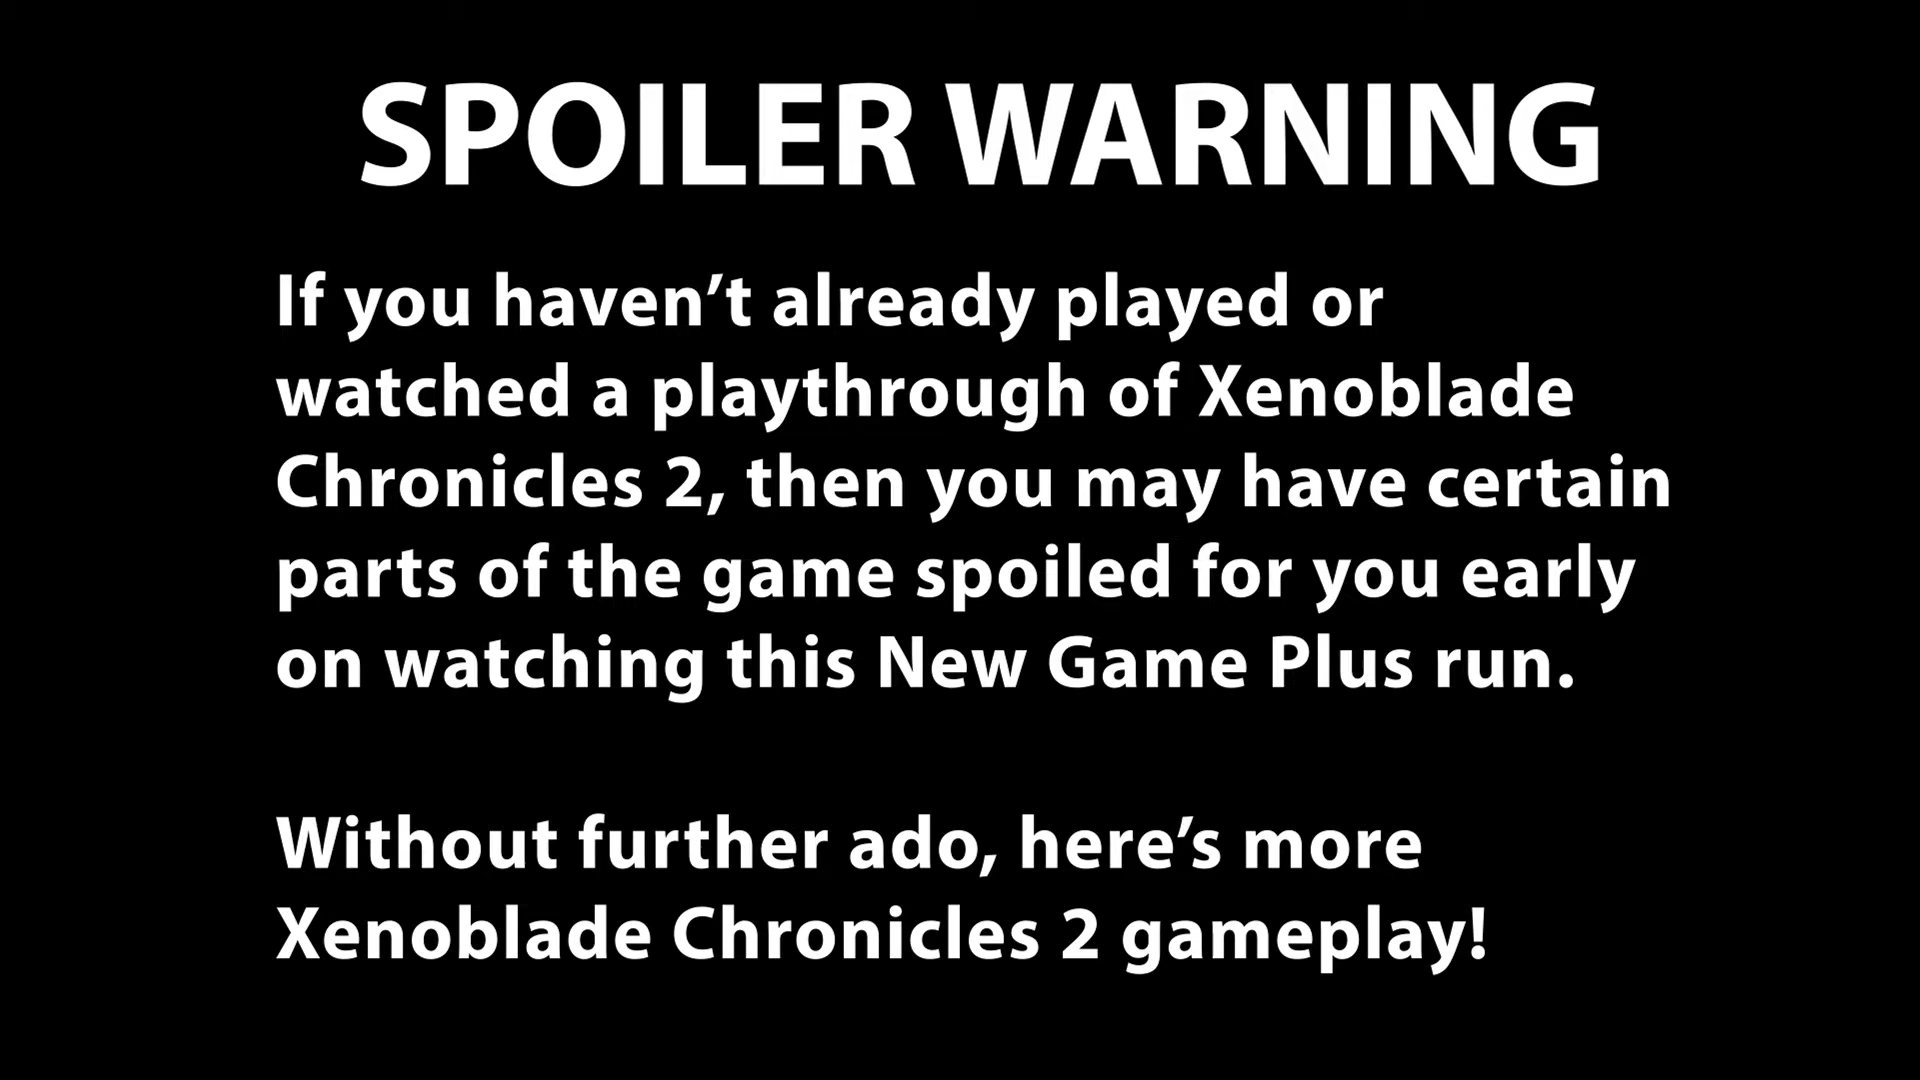 SPOILER WARNING
If you haven’t already played or
watched a playthrough of Xenoblade
Chronicles 2, then you may have certain
parts of the game spoiled for you early
on watching this New Game Plus run.
Without further ado, here’s more
Xenoblade Chronicles 2 gameplay!